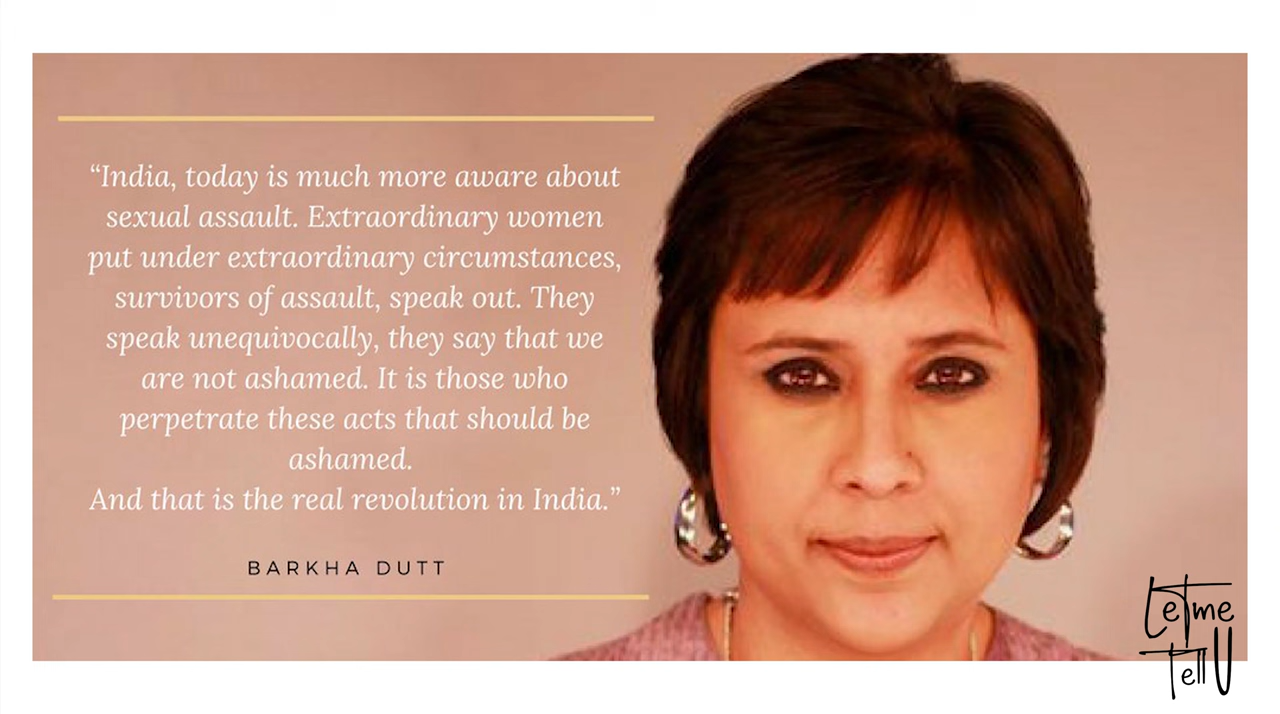 “India, today is much more aware about
sexual assault. Extraordinary women
put under extraordinary circumstances,
survivors of assault, speak out. They
speak unequivocally, they say that we
are not ashamed. It is those who
perpetrate these acts that should be
ashamed.
And that is the real revolution in India.”
BARKHA DUTT
Let me
Tell U